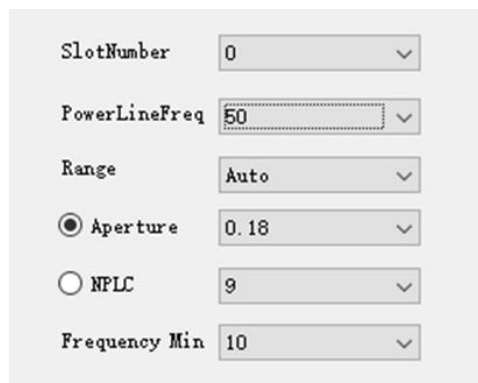 SlotNumber 0
PowerLineFreq 50
Range Auto
Aperture 0.18
NPLC 9
Frequency Min 10